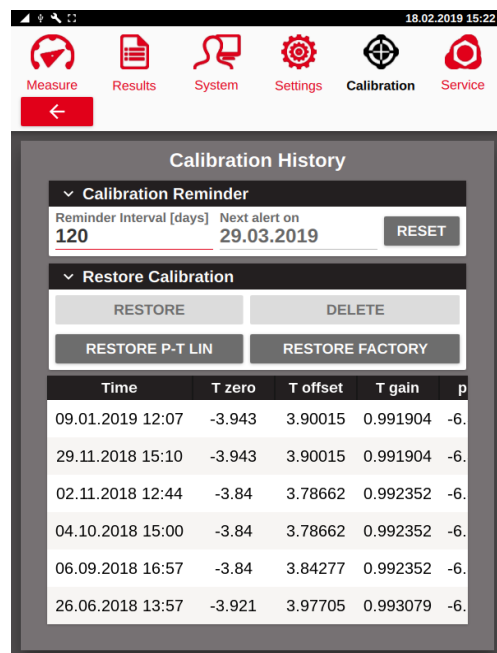 18.02.2019 15:22
Measure Results System Settings Calibration Service
Calibration History
Calibration Reminder
Reminder Interval [days] Next alert on
120 29.03.2019 RESET
Restore Calibration
RESTORE DELETE
RESTORE P-T LIN RESTORE FACTORY
Time T zero T offset T gain p
09.01.2019 12:07 -3.943 3.90015 0.991904 -6.
29.11.2018 15:10 -3.943 3.90015 0.991904 -6.
02.11.2018 12:44 -3.84 3.78662 0.992352 -6.
04.10.2018 15:00 -3.84 3.78662 0.992352 -6.
06.09.2018 16:57 -3.84 3.84277 0.992352 -6.
26.06.2018 13:57 -3.921 3.97705 0.993079 -6.